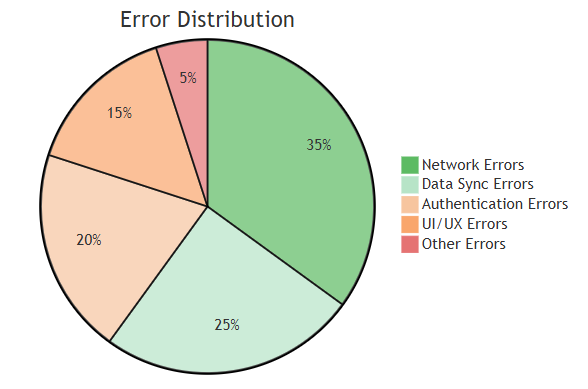 Error Distribution
5%
15%
35%
20%
25%
Network Errors
Data Sync Errors
Authentication Errors
UI/UX Errors
Other Errors